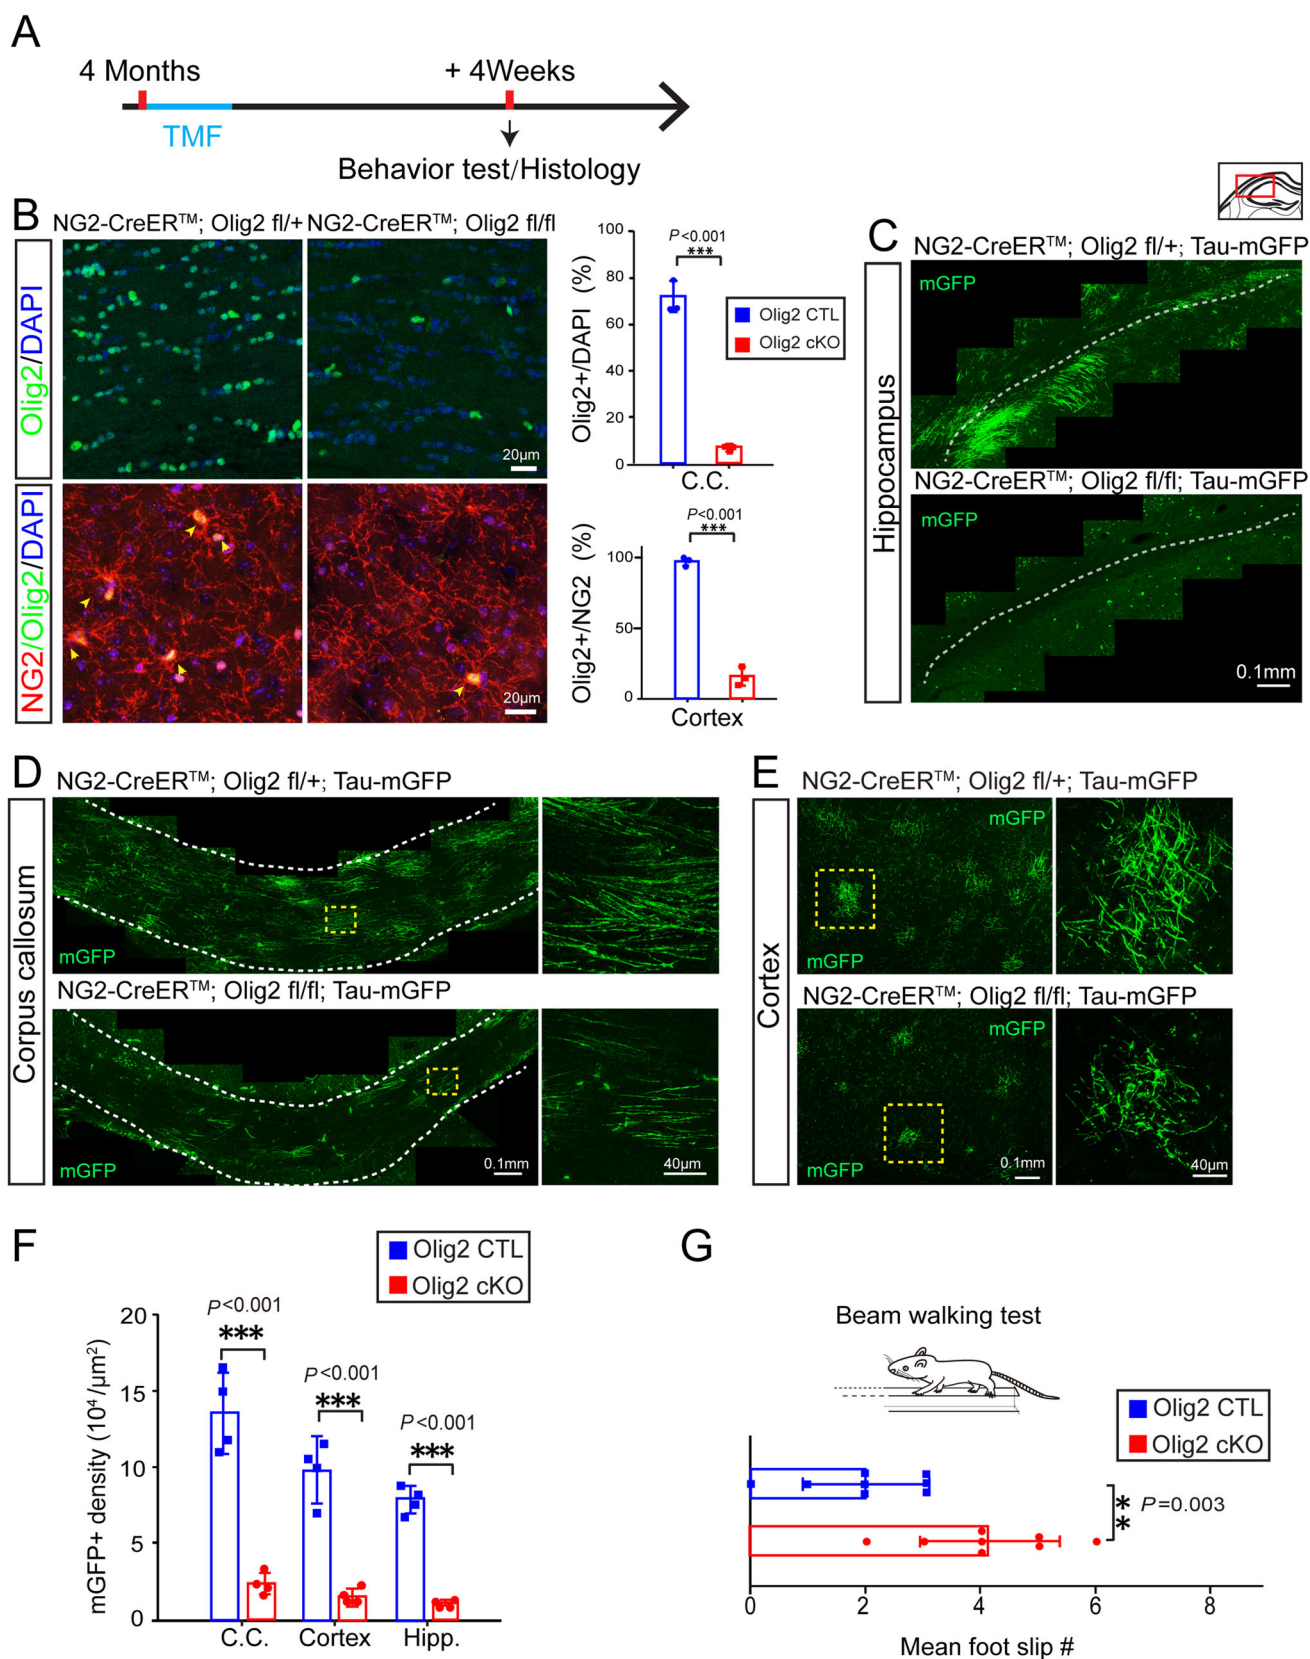 A
4 Months
+ 4Weeks
TMF
Behavior test/Histology
B
NG2-CreER™; Olig2 fl/+
NG2-CreER™; Olig2 fl/fl
Olig2/DAPI
20µm
NG2/Olig2/DAPI
20µm
Olig2+/DAPI (%)
100
80
60
40
20
0
P<0.001
***
Olig2 CTL
Olig2 cKO
C.C.
Olig2+/NG2 (%)
100
50
0
P<0.001
***
Cortex
C
NG2-CreER™; Olig2 fl/+; Tau-mGFP
Hippocampus
mGFP
NG2-CreER™; Olig2 fl/fl; Tau-mGFP
mGFP
0.1mm
D
NG2-CreER™; Olig2 fl/+; Tau-mGFP
Corpus callosum
mGFP
NG2-CreER™; Olig2 fl/fl; Tau-mGFP
mGFP
0.1mm
40µm
E
NG2-CreER™; Olig2 fl/+; Tau-mGFP
Cortex
mGFP
mGFP
NG2-CreER™; Olig2 fl/fl; Tau-mGFP
mGFP
mGFP
0.1mm
40µm
F
Olig2 CTL
Olig2 cKO
mGFP+ density (10⁴/µm²)
20
15
10
5
0
P<0.001
***
P<0.001
***
P<0.001
***
C.C.
Cortex
Hipp.
G
Beam walking test
Olig2 CTL
Olig2 cKO
**
P=0.003
0
2
4
6
8
Mean foot slip #